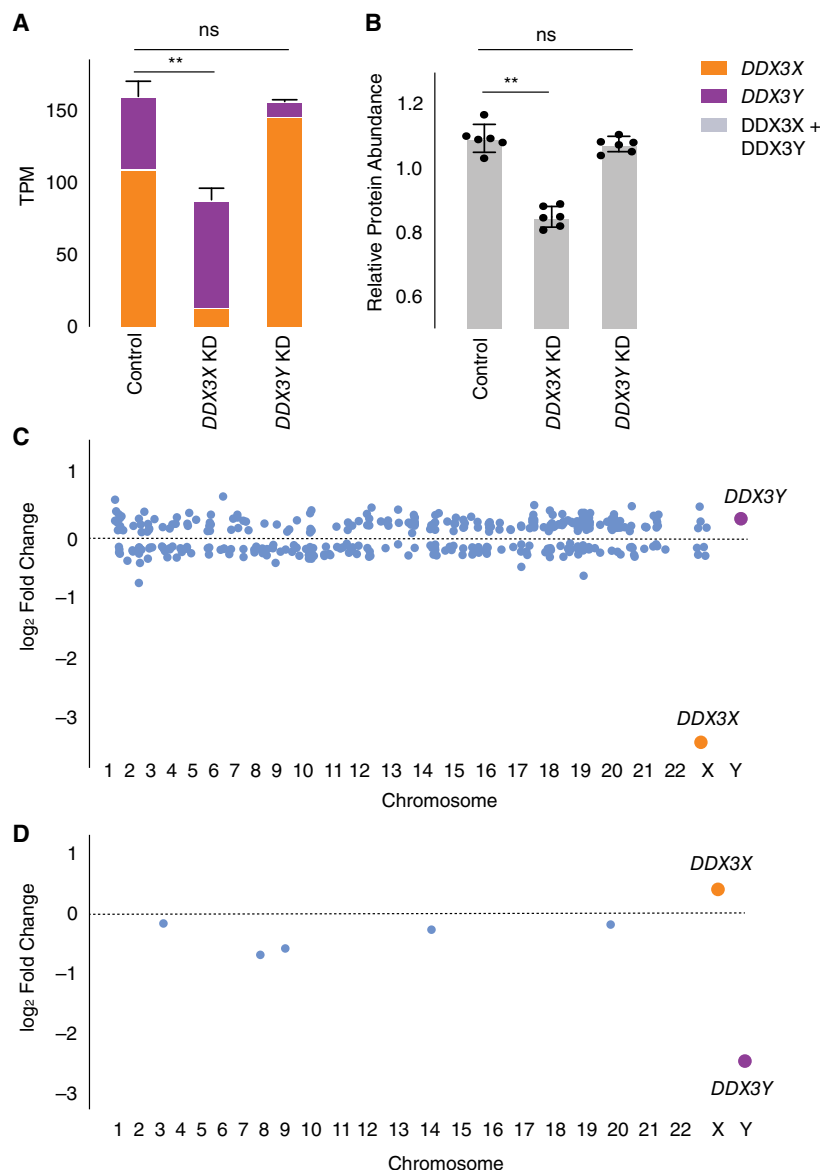 A
ns
**
150
100
50
0
TPM
Control
DDX3X KD
DDX3Y KD
B
ns
**
1.2
1.0
0.8
0.6
Relative Protein Abundance
Control
DDX3X KD
DDX3Y KD
DDX3X
DDX3Y
DDX3X +
DDX3Y
C
1
0
–1
–2
–3
log2 Fold Change
DDX3Y
DDX3X
1 2 3 4 5 6 7 8 9 10 11 12 13 14 15 16 17 18 19 20 21 22 X Y
Chromosome
D
1
0
–1
–2
–3
log2 Fold Change
DDX3X
DDX3Y
1 2 3 4 5 6 7 8 9 10 11 12 13 14 15 16 17 18 19 20 21 22 X Y
Chromosome